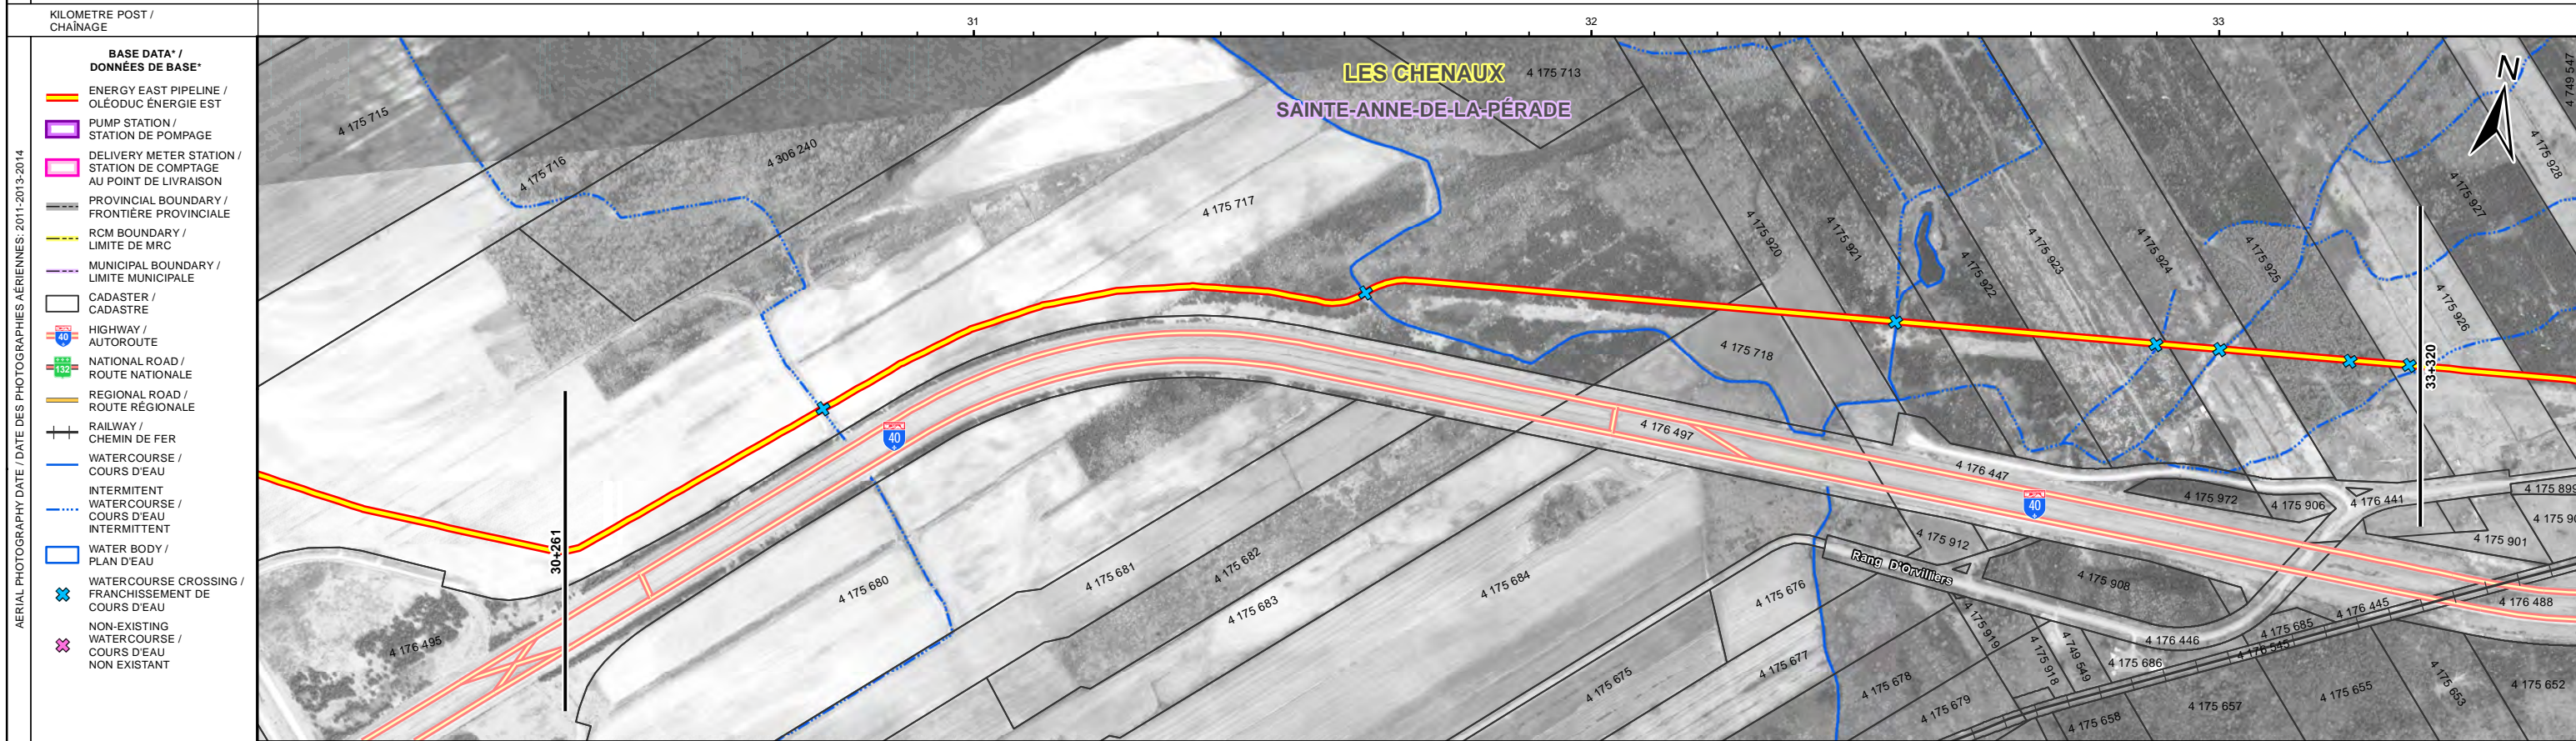 KILOMETRE POST /
CHAÎNAGE
31
32
33
AERIAL PHOTOGRAPHY DATE / DATE DES PHOTOGRAPHIES AÉRIENNES: 2011-2013-2014
BASE DATA* /
DONNÉES DE BASE*
ENERGY EAST PIPELINE /
OLÉODUC ÉNERGIE EST
PUMP STATION /
STATION DE POMPAGE
DELIVERY METER STATION /
STATION DE COMPTAGE
AU POINT DE LIVRAISON
PROVINCIAL BOUNDARY /
FRONTIÈRE PROVINCIALE
RCM BOUNDARY /
LIMITE DE MRC
MUNICIPAL BOUNDARY /
LIMITE MUNICIPALE
CADASTER /
CADASTRE
40
HIGHWAY /
AUTOROUTE
132
NATIONAL ROAD /
ROUTE NATIONALE
REGIONAL ROAD /
ROUTE RÉGIONALE
RAILWAY /
CHEMIN DE FER
WATERCOURSE /
COURS D'EAU
INTERMITENT
WATERCOURSE /
COURS D'EAU
INTERMITTENT
WATER BODY /
PLAN D'EAU
WATERCOURSE CROSSING /
FRANCHISSEMENT DE
COURS D'EAU
NON-EXISTING
WATERCOURSE /
COURS D'EAU
NON EXISTANT
LES CHENAUX
SAINTE-ANNE-DE-LA-PÉRADE
4 175 713
N
4 749 547
4 175 715
4 175 716
4 306 240
4 175 717
4 175 920
4 175 921
4 175 922
4 175 923
4 175 924
4 175 925
4 175 926
4 175 927
4 175 928
4 175 718
33+320
30+261
40
4 176 497
4 176 447
40
4 175 972
4 175 906
4 176 441
4 175 899
4 175 901
4 175 912
Rang D'Orvilliers
4 175 908
4 176 445
4 176 488
4 176 446
4 175 685
4 176 545
4 175 686
4 175 919
4 175 918
4 749 549
4 175 680
4 175 681
4 175 682
4 175 683
4 175 684
4 175 676
4 175 675
4 175 677
4 175 678
4 175 679
4 175 658
4 175 657
4 175 655
4 175 653
4 175 652
4 176 495